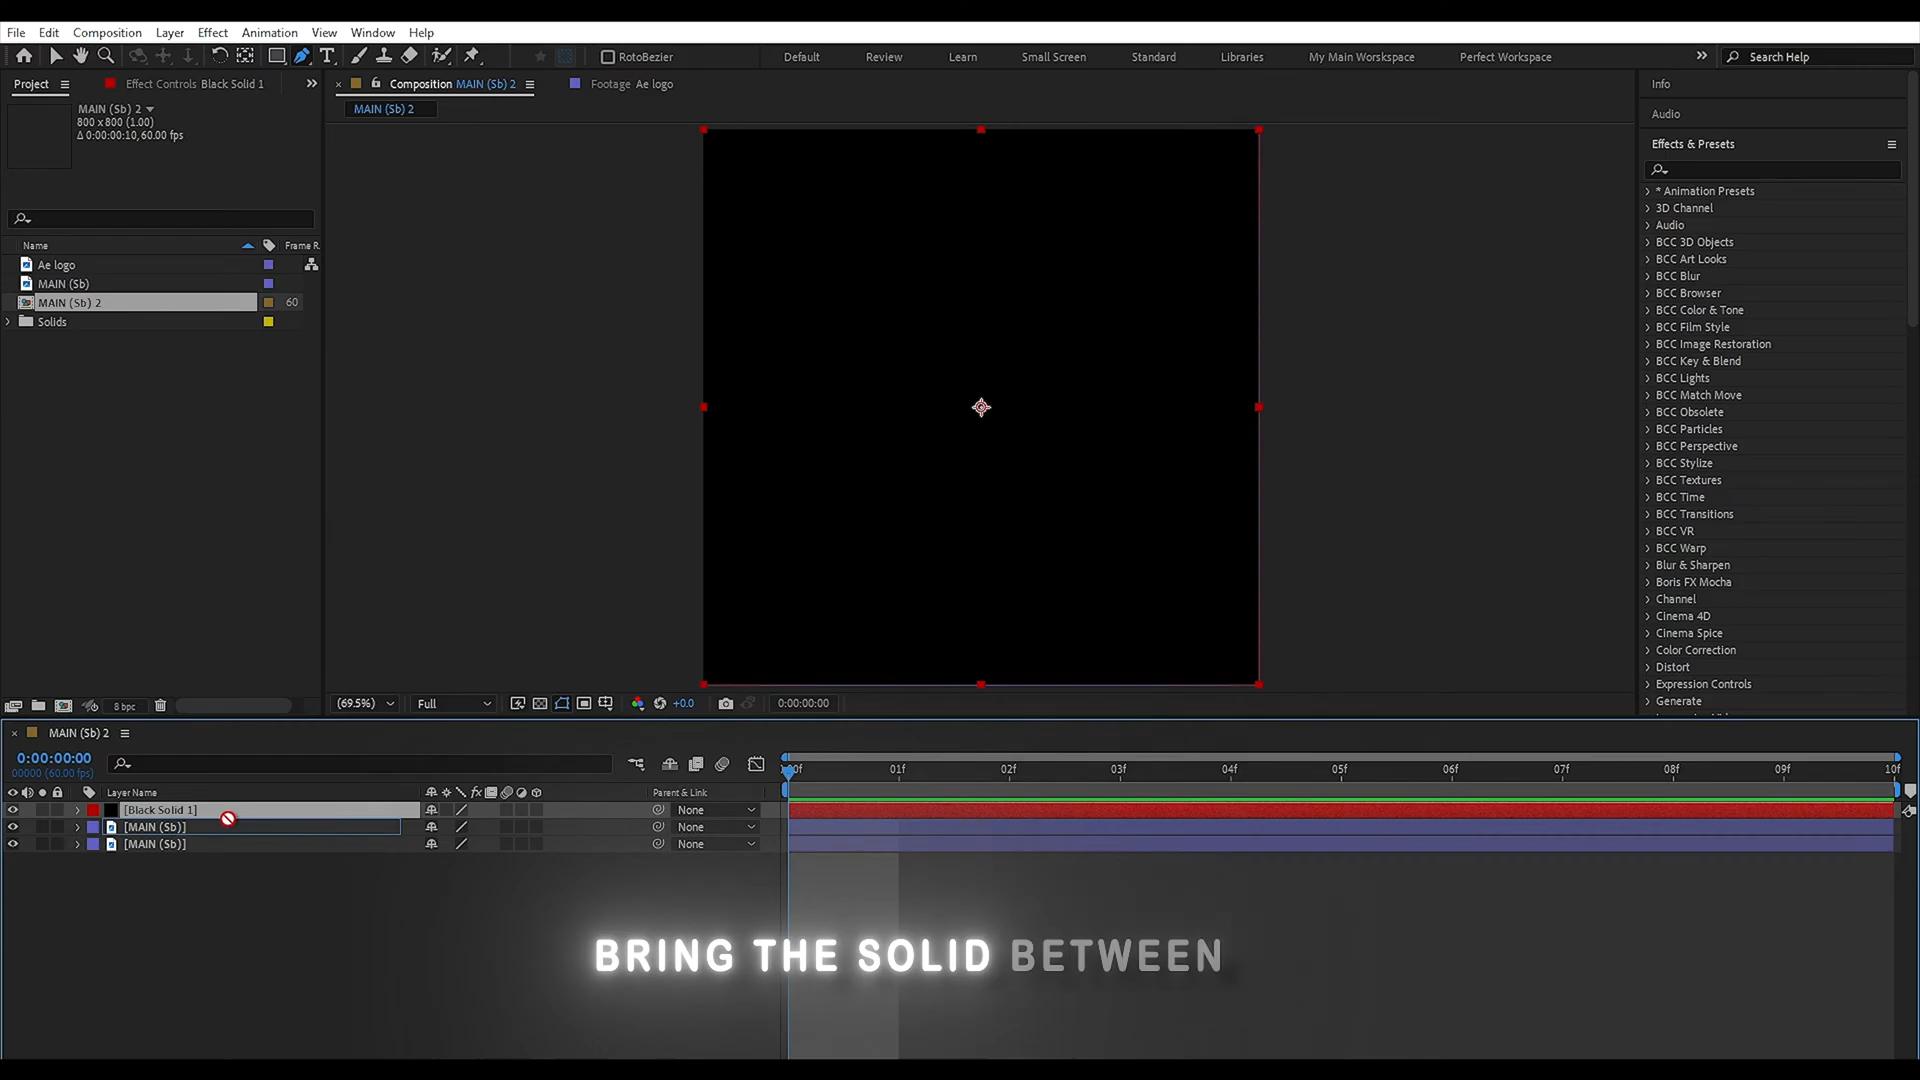 File Edit Composition Layer Effect Animation View Window Help
RotoBezier Default Review Learn Small Screen Standard Libraries My Main Worskspace Perfect Workspace Search Help
Project Effect Controls Black Solid 1 Composition MAIN (Sb) 2 Footage Ae logo Info
MAIN (Sb) 2
MAIN (Sb) 2
800 x 800 (1.00)
Δ 0:00:00:10, 60.00 fps
Audio
Effects & Presets
* Animation Presets
3D Channel
Audio
BCC 3D Objects
BCC Art Looks
BCC Blur
BCC Browser
BCC Color & Tone
BCC Film Style
BCC Image Restoration
BCC Key & Blend
BCC Lights
BCC Match Move
BCC Obsolete
BCC Particles
BCC Perspective
BCC Stylize
BCC Textures
BCC Time
BCC Transitions
BCC VR
BCC Warp
Blur & Sharpen
Boris FX Mocha
Channel
Cinema 4D
Cinema Spice
Color Correction
Distort
Expression Controls
Generate
Name Frame R
Ae logo
MAIN (Sb)
MAIN (Sb) 2 60
Solids
8 bpc (69.5%) Full +0.0 0:00:00:00
MAIN (Sb) 2
0:00:00:00
00000 (60.00 fps)
:00f 01f 02f 03f 04f 05f 06f 07f 08f 09f 10f
Layer Name fx Parent & Link
[Black Solid 1] None
[MAIN (Sb)] None
[MAIN (Sb)] None
BRING THE SOLID BETWEEN